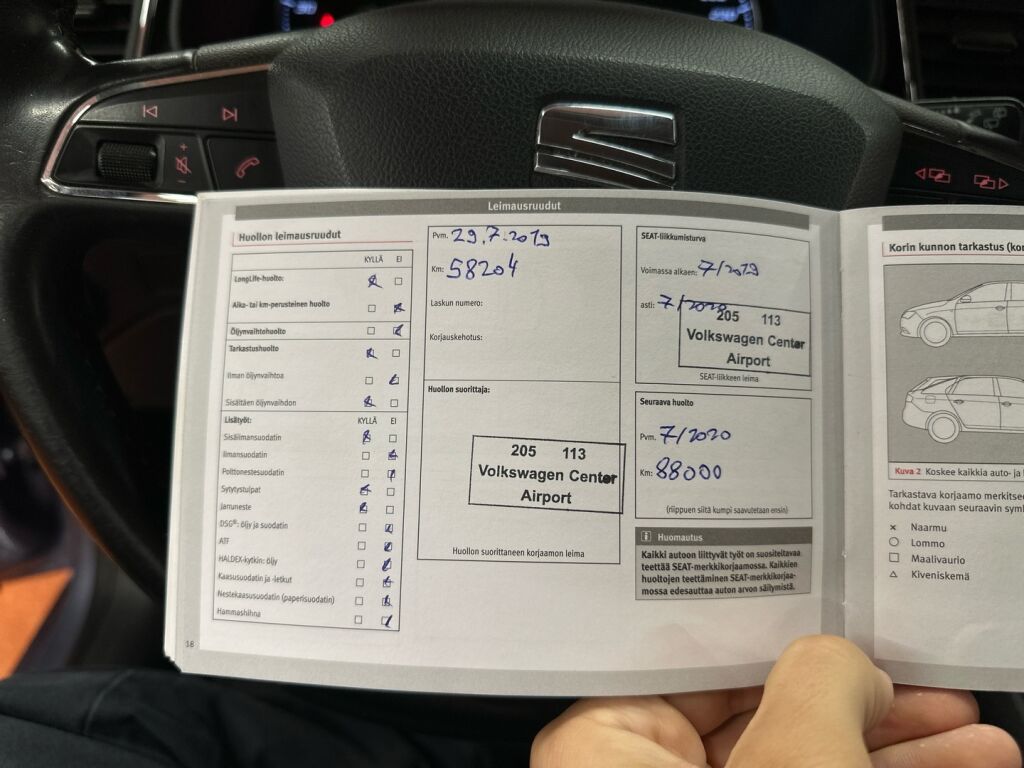 Leimausruudut
Huollon leimausruudut
KYLLÄ EI
LongLife-huolto:
Aika- tai km-perusteinen huolto
Öljynvaihtohuolto
Tarkastushuolto
Ilman öljynvaihtoa
Sisältäen öljynvaihdon
Lisätyöt: KYLLÄ EI
Sisäilmansuodatin
Ilmansuodatin
Polttonestesuodatin
Sytytystulpat
Jarruneste
DSG®: öljy ja suodatin
ATF
HALDEX-kytkin: öljy
Kaasusuodatin ja -letkut
Nestekaasusuodatin (paperisuodatin)
Hammashihna
18
Pvm. 29.7.2019
Km: 58204
Laskun numero:
Korjauskehotus:
Huollon suorittaja:
205 113
Volkswagen Center
Airport
Huollon suorittaneen korjaamon leima
SEAT-liikkumisturva
Voimassa alkaen: 7/2019
asti: 7/2020
205 113
Volkswagen Center
Airport
SEAT-liikkeen leima
Seuraava huolto
Pvm. 7/2020
Km: 88000
(riippuen siitä kumpi saavutetaan ensin)
i Huomautus
Kaikki autoon liittyvät työt on suositeltavaa
teettää SEAT-merkkikorjaamossa. Kaikkien
huoltojen teettäminen SEAT-merkkikorjaa-
mossa edesauttaa auton arvon säilymistä.
Korin kunnon tarkastus (kor
Kuva 2 Koskee kaikkia auto- ja
Tarkastava korjaamo merkitsee
kohdat kuvaan seuraavin symb
× Naarmu
○ Lommo
□ Maalivaurio
△ Kiveniskemä